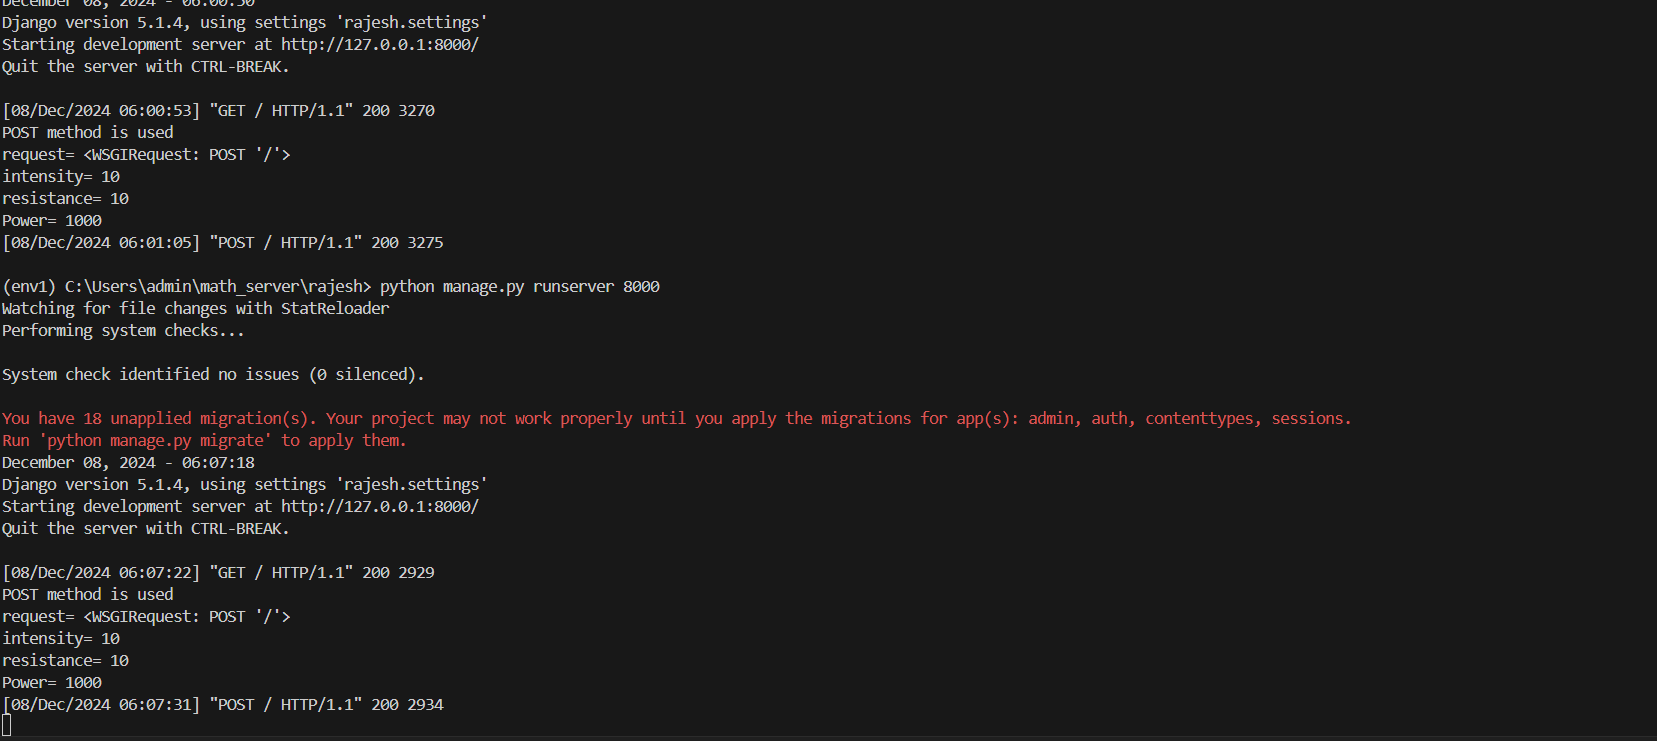 December 08, 2024 - 06:00:50
Django version 5.1.4, using settings 'rajesh.settings'
Starting development server at http://127.0.0.1:8000/
Quit the server with CTRL-BREAK.
[08/Dec/2024 06:00:53] "GET / HTTP/1.1" 200 3270
POST method is used
request= <WSGIRequest: POST '/'>
intensity= 10
resistance= 10
Power= 1000
[08/Dec/2024 06:01:05] "POST / HTTP/1.1" 200 3275
(env1) C:\Users\admin\math_server\rajesh> python manage.py runserver 8000
Watching for file changes with StatReloader
Performing system checks...
System check identified no issues (0 silenced).
You have 18 unapplied migration(s). Your project may not work properly until you apply the migrations for app(s): admin, auth, contenttypes, sessions.
Run 'python manage.py migrate' to apply them.
December 08, 2024 - 06:07:18
Django version 5.1.4, using settings 'rajesh.settings'
Starting development server at http://127.0.0.1:8000/
Quit the server with CTRL-BREAK.
[08/Dec/2024 06:07:22] "GET / HTTP/1.1" 200 2929
POST method is used
request= <WSGIRequest: POST '/'>
intensity= 10
resistance= 10
Power= 1000
[08/Dec/2024 06:07:31] "POST / HTTP/1.1" 200 2934